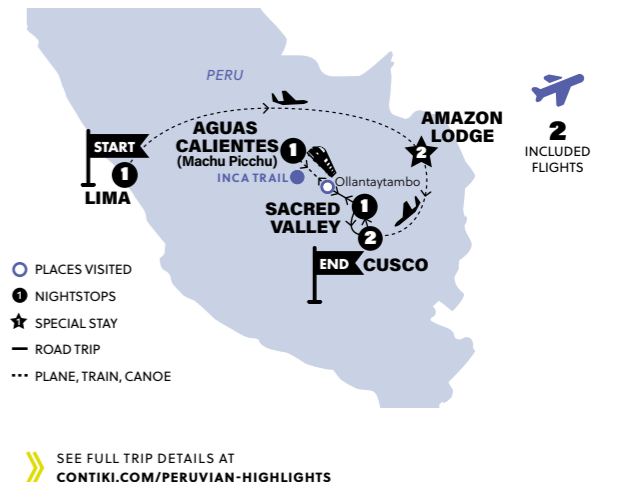 PERU
AMAZON
LODGE
2
2
INCLUDED
FLIGHTS
START
1
LIMA
AGUAS
CALIENTES
(Machu Picchu)
1
INCA TRAIL
Ollantaytambo
SACRED
VALLEY
1
2
END
CUSCO
PLACES VISITED
1 NIGHTSTOPS
1 SPECIAL STAY
ROAD TRIP
PLANE, TRAIN, CANOE
SEE FULL TRIP DETAILS AT
CONTIKI.COM/PERUVIAN-HIGHLIGHTS